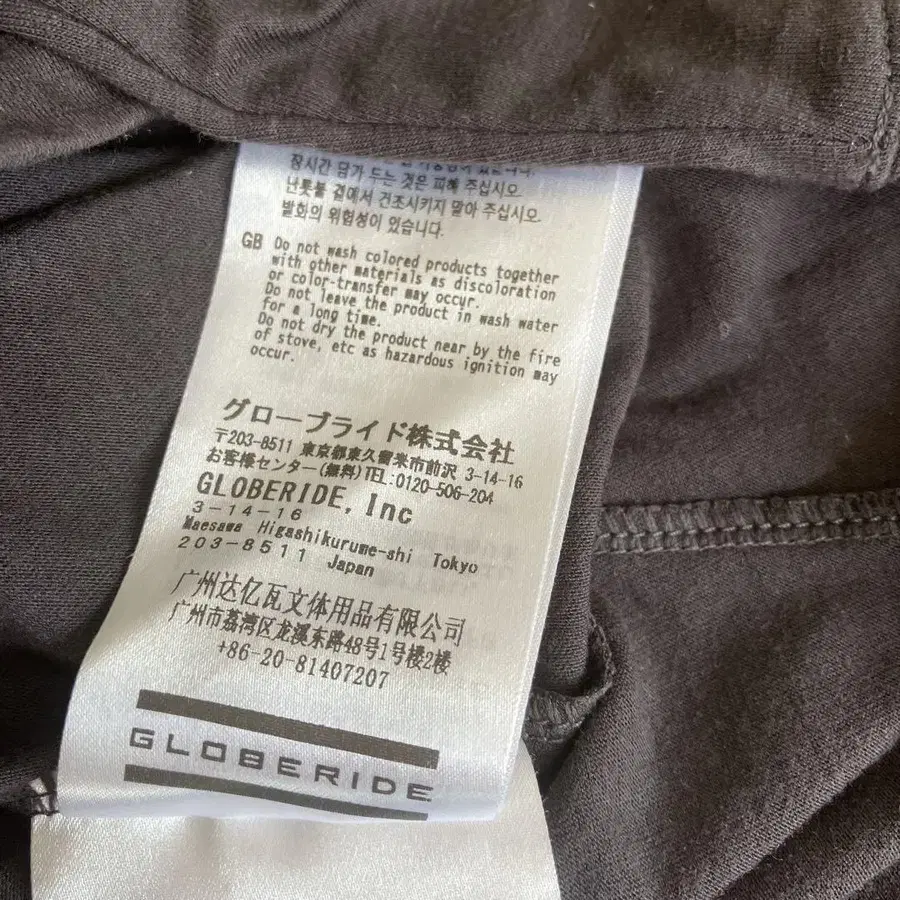 장시간 담가 두는 것은 피해 주십시오.
난롯불 곁에서 건조시키지 말아 주십시오.
발화의 위험성이 있습니다.
GB Do not wash colored products together
with other materials as discoloration
or color-transfer may occur.
Do not leave the product in wash water
for a long time.
Do not dry the product near by the fire
of stove, etc as hazardous ignition may
occur.
グローブライド株式会社
〒203-8511 東京都東久留米市前沢 3-14-16
お客様センター(無料)TEL:0120-506-204
GLOBERIDE, Inc
3-14-16
Maesawa Higashikurume-shi Tokyo
203-8511 Japan
广州达亿瓦文体用品有限公司
广州市荔湾区龙溪东路48号1号楼2楼
+86-20-81407207
GLOBERIDE